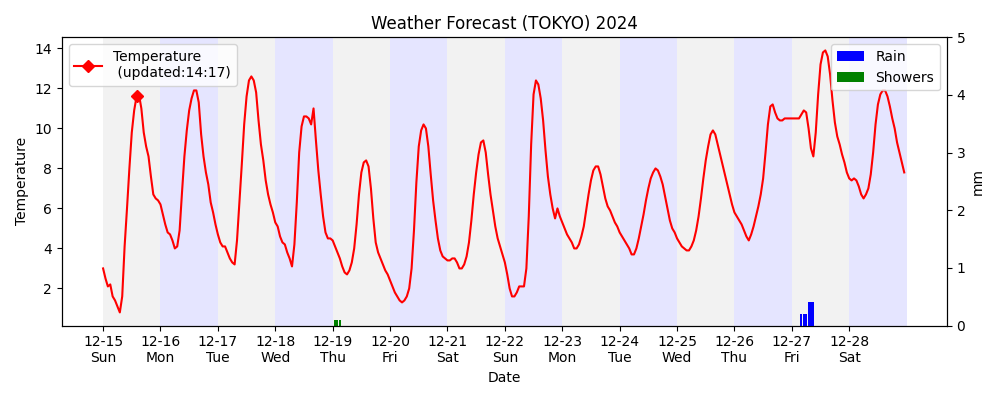 Weather Forecast (TOKYO) 2024
Temperature
(updated:14:17)
Rain
Showers
Temperature
14
12
10
8
6
4
2
5
4
3
2
1
0
mm
12-15 12-16 12-17 12-18 12-19 12-20 12-21 12-22 12-23 12-24 12-25 12-26 12-27 12-28
Sun Mon Tue Wed Thu Fri Sat Sun Mon Tue Wed Thu Fri Sat
Date